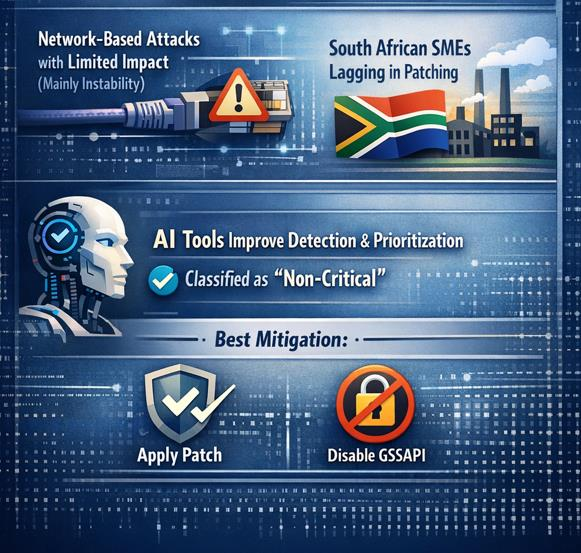 Network-Based Attacks
with Limited Impact
(Mainly Instability)
South African SMEs
Lagging in Patching
AI Tools Improve Detection & Prioritization
Classified as “Non-Critical”
Best Mitigation:
Apply Patch
Disable GSSAPI